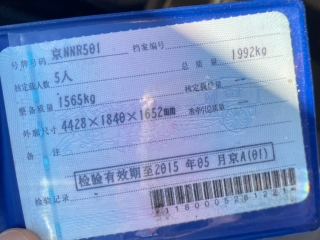 号牌号码 京NNR501 档案编号
核定载人数 5人 总质量 1992kg
整备质量 1565kg 核定载质量
外廓尺寸 4428×1840×1652mm 准牵引总质量
备注
检验有效期至2015年05月京A(01)
检验记录